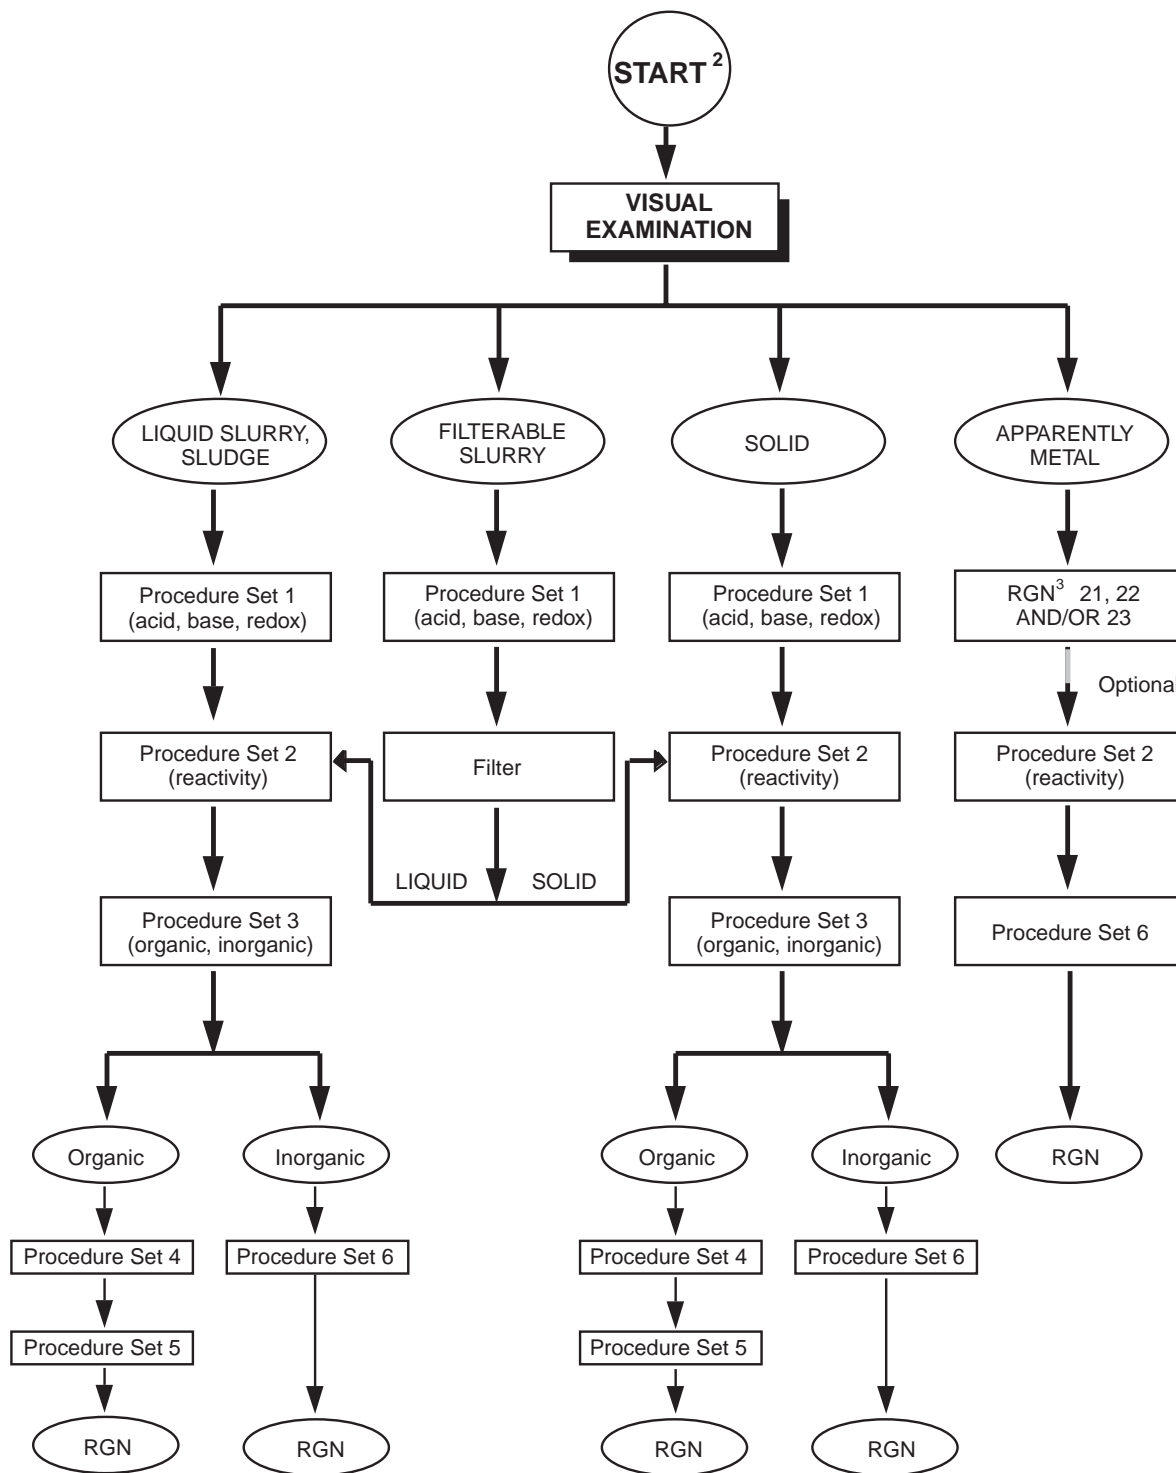 START 2
VISUAL
EXAMINATION
LIQUID SLURRY,
SLUDGE
FILTERABLE
SLURRY
SOLID
APPARENTLY
METAL
Procedure Set 1
(acid, base, redox)
Procedure Set 1
(acid, base, redox)
Procedure Set 1
(acid, base, redox)
RGN3 21, 22
AND/OR 23
Optional
Procedure Set 2
(reactivity)
Filter
Procedure Set 2
(reactivity)
Procedure Set 2
(reactivity)
LIQUID
SOLID
Procedure Set 3
(organic, inorganic)
Procedure Set 3
(organic, inorganic)
Procedure Set 6
Organic
Inorganic
Organic
Inorganic
RGN
Procedure Set 4
Procedure Set 6
Procedure Set 4
Procedure Set 6
Procedure Set 5
Procedure Set 5
RGN
RGN
RGN
RGN